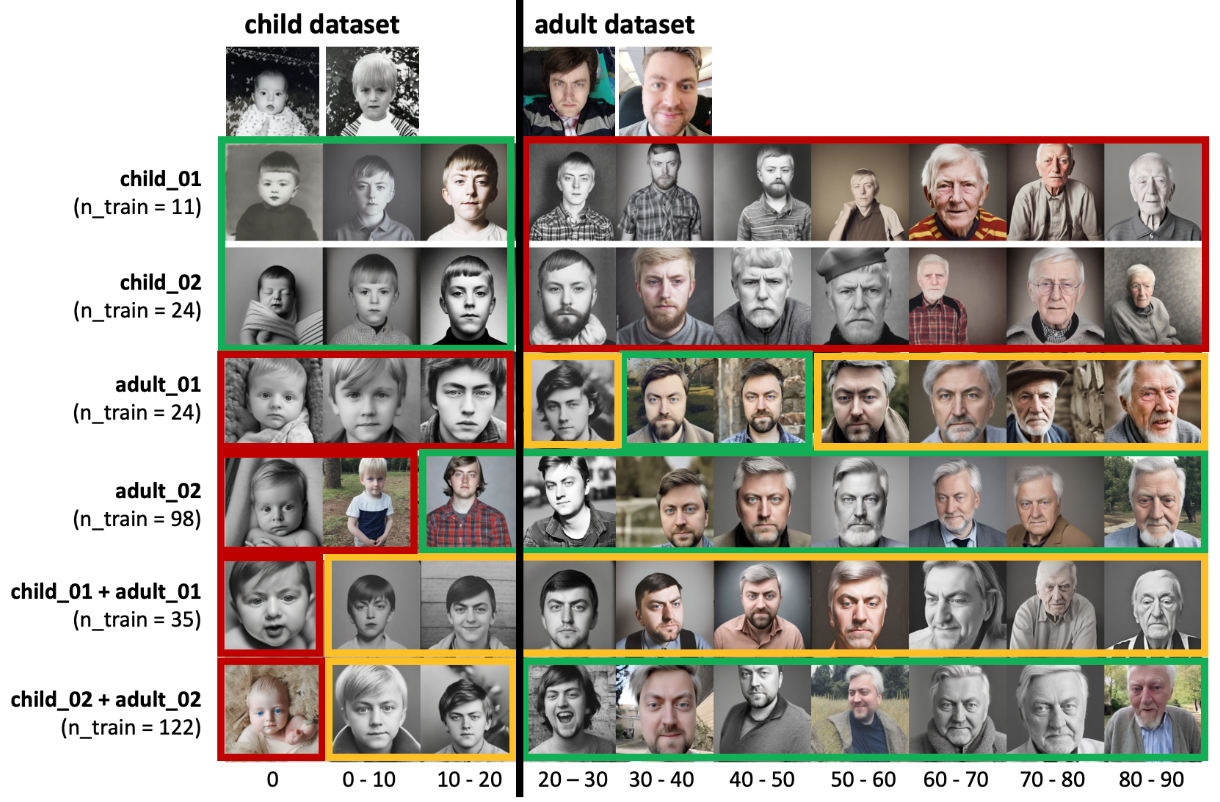 child dataset
adult dataset
child_01
(n_train = 11)
child_02
(n_train = 24)
adult_01
(n_train = 24)
adult_02
(n_train = 98)
child_01 + adult_01
(n_train = 35)
child_02 + adult_02
(n_train = 122)
0 0 - 10 10 - 20 20 – 30 30 - 40 40 - 50 50 - 60 60 - 70 70 - 80 80 - 90